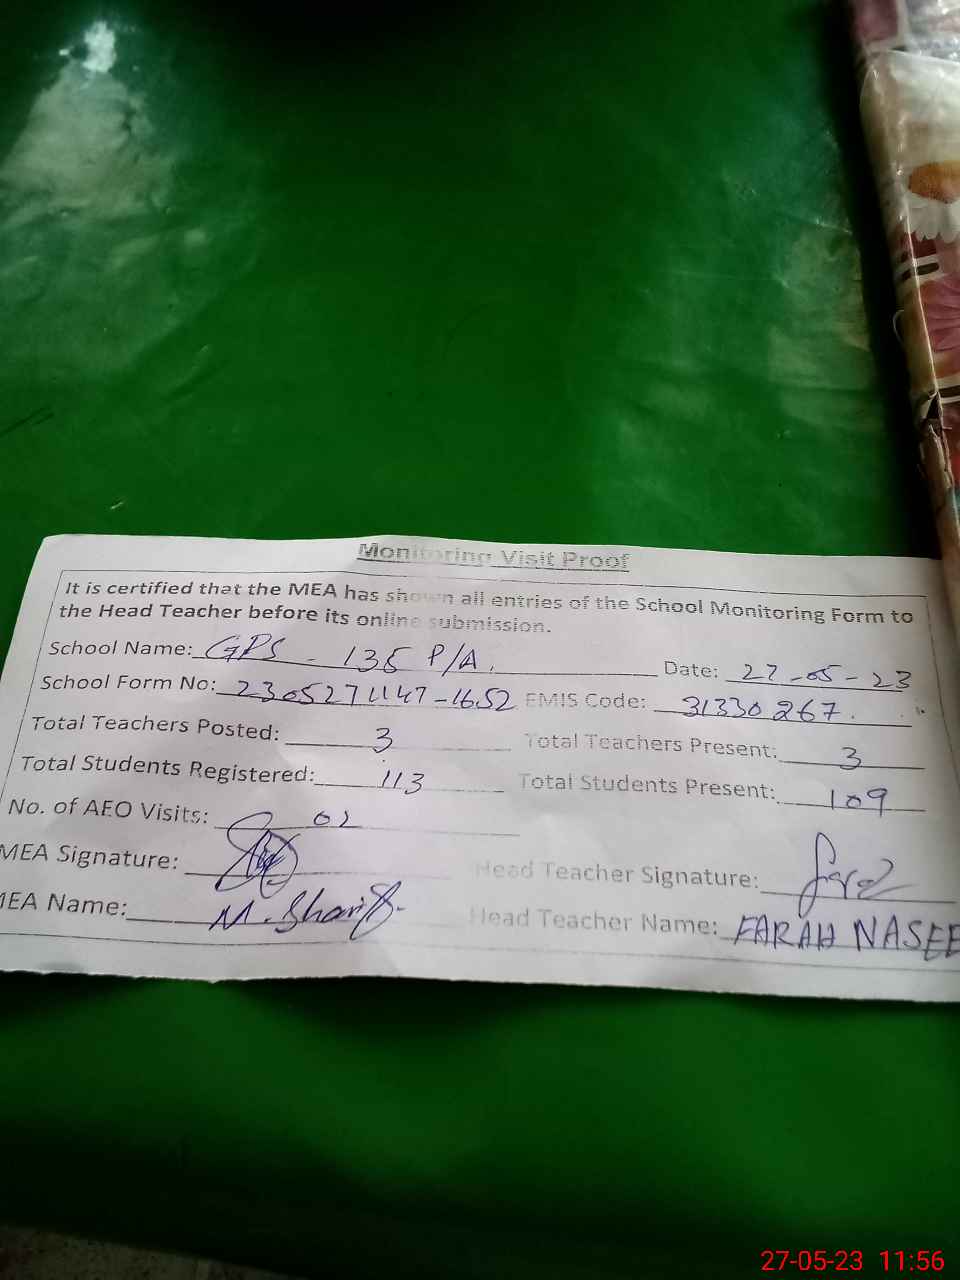 Monitoring Visit Proof
It is certified that the MEA has shown all entries of the School Monitoring Form to
the Head Teacher before its online submission.
School Name: GPS - 135 P/A. Date: 27-05-23
School Form No: 2305271147-1652 EMIS Code: 31330267.
Total Teachers Posted: 3 Total Teachers Present: 3
Total Students Registered: 113 Total Students Present: 109
No. of AEO Visits: 02
MEA Signature: Head Teacher Signature:
MEA Name: M. Sharif Head Teacher Name: FARAH NASEE
27-05-23 11:56